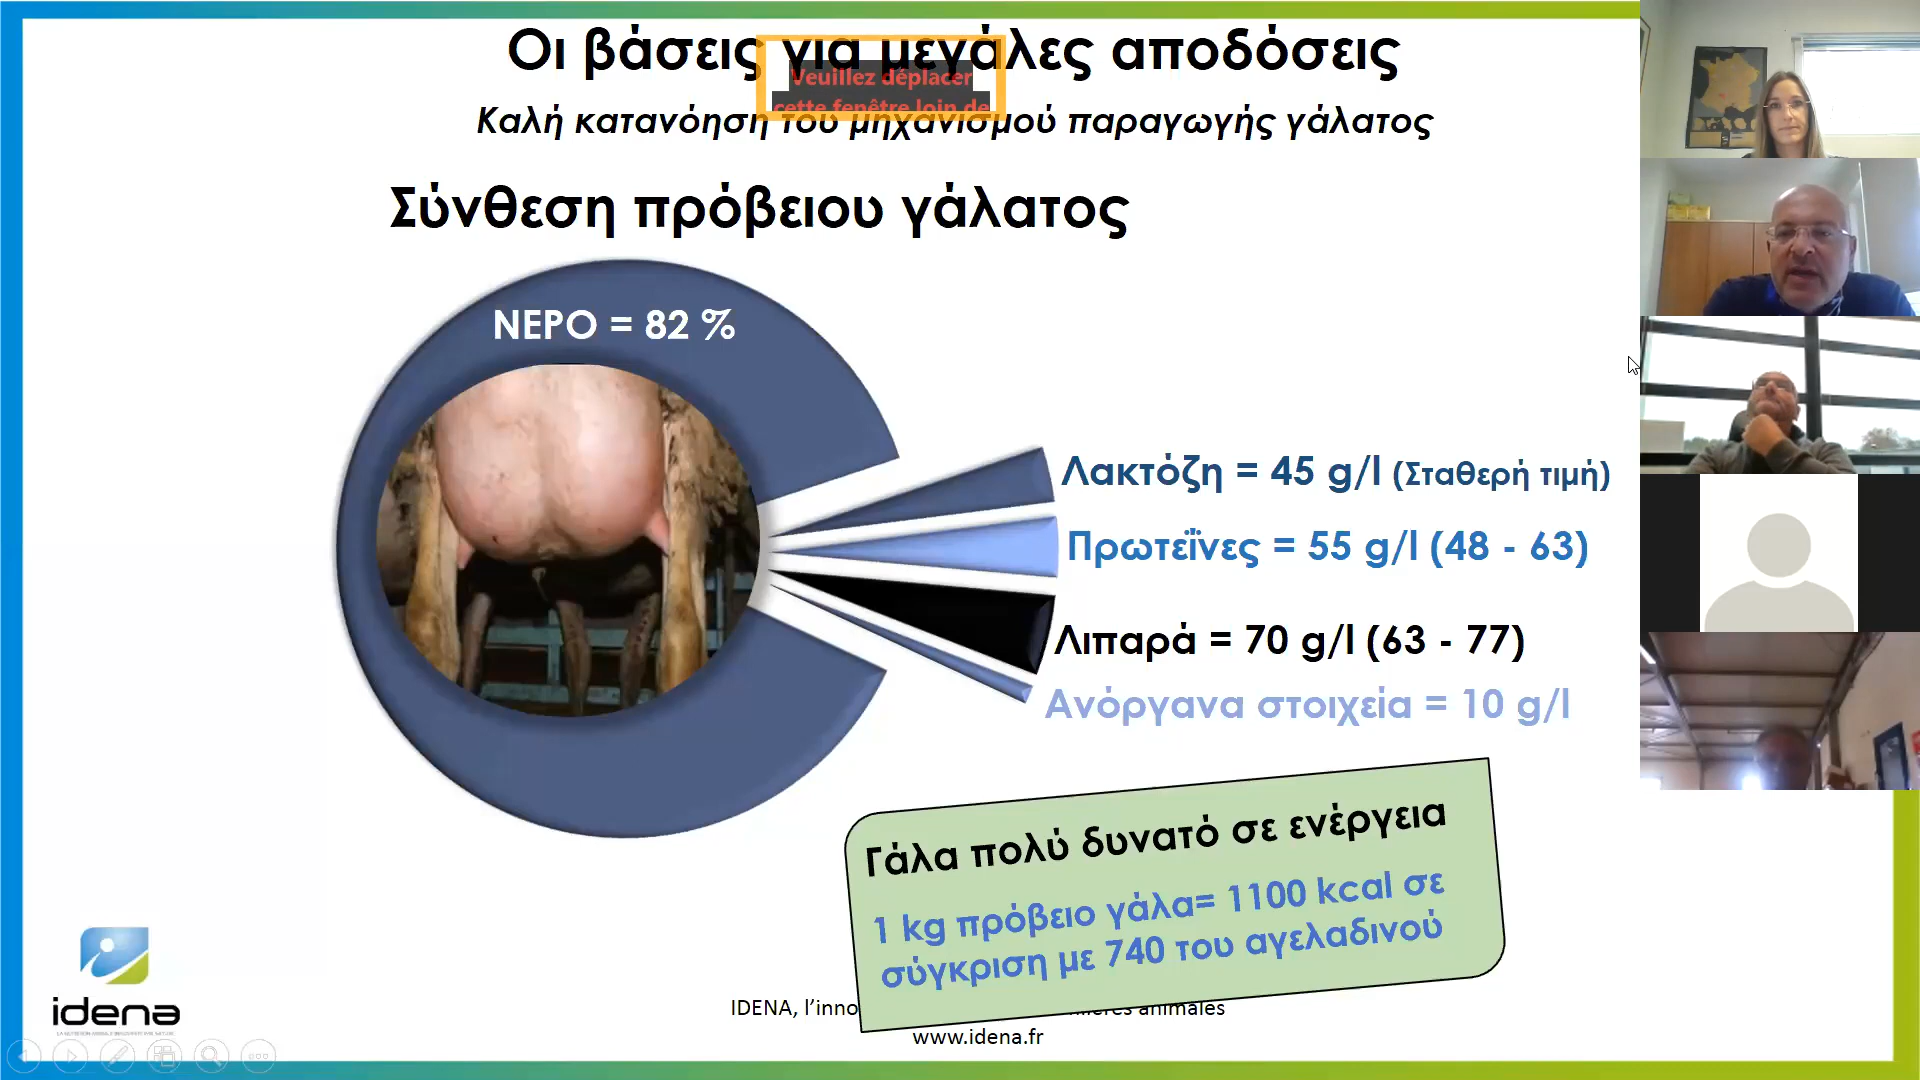 Οι βάσεις για μεγάλες αποδόσεις
Veuillez déplacer
cette fenêtre loin de
Καλή κατανόηση του μηχανισμού παραγωγής γάλατος
Σύνθεση πρόβειου γάλατος
ΝΕΡΟ = 82 %
Λακτόζη = 45 g/l (Σταθερή τιμή)
Πρωτεΐνες = 55 g/l (48 - 63)
Λιπαρά = 70 g/l (63 - 77)
Ανόργανα στοιχεία = 10 g/l
Γάλα πολύ δυνατό σε ενέργεια
1 kg πρόβειο γάλα= 1100 kcal σε
σύγκριση με 740 του αγελαδινού
idena
IDENA, l’inno
animales
www.idena.fr